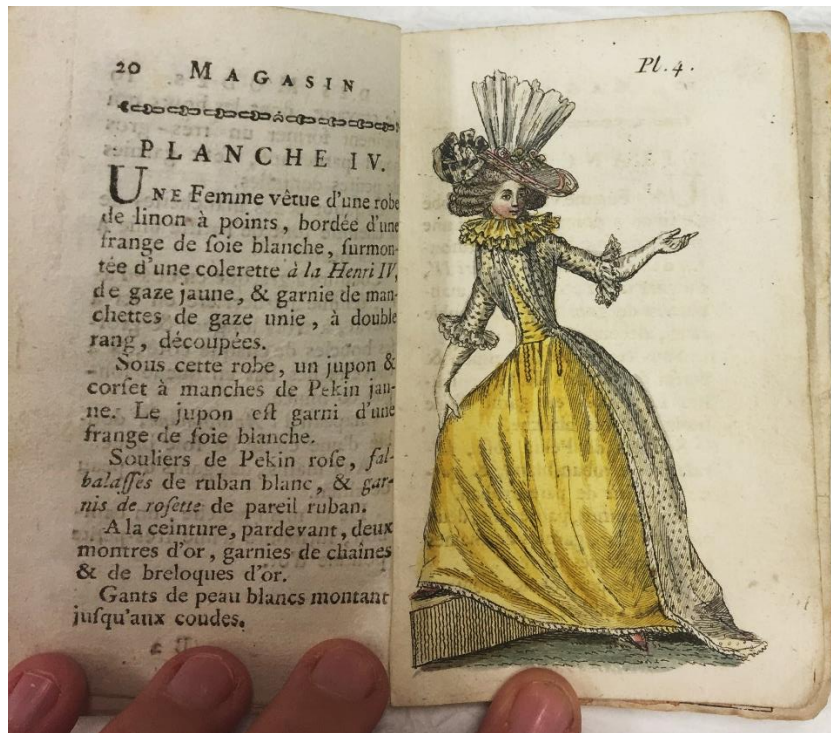 20 MAGASIN
PLANCHE IV.
UNE Femme vêtue d'une robe
de linon à points, bordée d'une
frange de ſoie blanche, ſurmon-
tée d'une colerette à la Henri IV,
de gaze jaune, & garnie de man-
chettes de gaze unie, à double
rang, découpées.
Sous cette robe, un jupon &
corſet à manches de Pekin jau-
ne. Le jupon eſt garni d'une
frange de ſoie blanche.
Souliers de Pekin roſe, fal-
balaſſés de ruban blanc, & gar-
nis de roſette de pareil ruban.
A la ceinture, pardevant, deux
montres d'or, garnies de chaînes
& de breloques d'or.
Gants de peau blancs montant
juſqu'aux coudes.
Pl. 4.